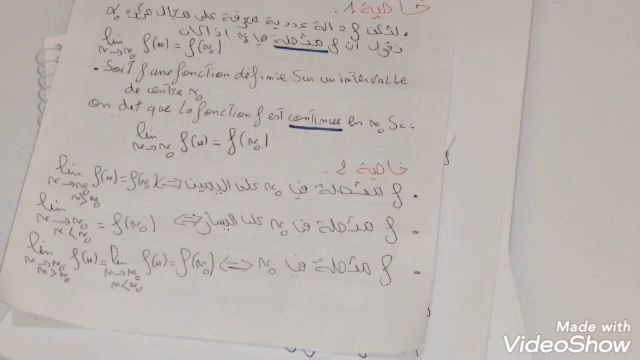 خاصية 1:
لتكن f دالة عددية معرفة على مجال مركزه x₀
نقول أن f متصلة في x₀ إذا كان
lim f(x) = f(x₀)
x→x₀
• Soit f une fonction définie sur un intervalle
de centre x₀.
on dit que la fonction f est continue en x₀ Si:
lim f(x) = f(x₀)
x→x₀
خاصية 2:
• f متصلة في x₀ على اليمين ⇔ lim f(x) = f(x₀)
x→x₀
x>x₀
• f متصلة في x₀ على اليسار ⇔ lim = f(x₀)
x→x₀
x<x₀
• f متصلة في x₀ ⇔ lim f(x) = lim f(x) = f(x₀)
x→x₀ x→x₀
x>x₀ x<x₀
Made with
VideoShow